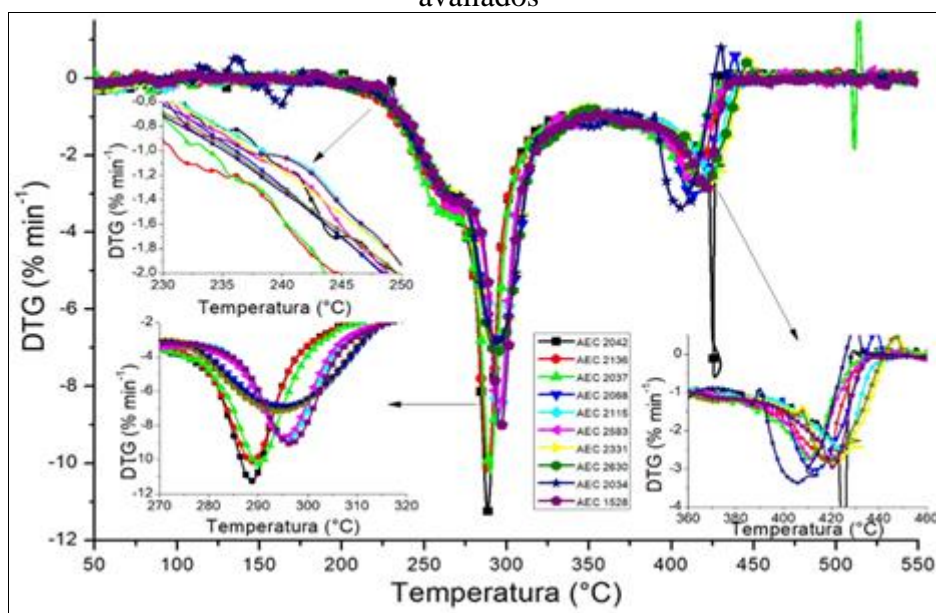 avaliados
0
-2
-4
-6
-8
-10
-12
DTG (% min⁻¹)
50 100 150 200 250 300 350 400 450 500 550
Temperatura (°C)
-0,6
-0,8
-1,0
-1,2
-1,4
-1,6
-1,8
-2,0
DTG (% min⁻¹)
230 235 240 245 250
Temperatura (°C)
-2
-4
-6
-8
-10
-12
DTG (% min⁻¹)
270 280 290 300 310 320
Temperatura (°C)
AEC 2042
AEC 2136
AEC 2037
AEC 2068
AEC 2115
AEC 2583
AEC 2331
AEC 2630
AEC 2034
AEC 1528
0
-1
-2
-3
-4
DTG (% min⁻¹)
360 380 400 420 440 460
Temperatura (°C)